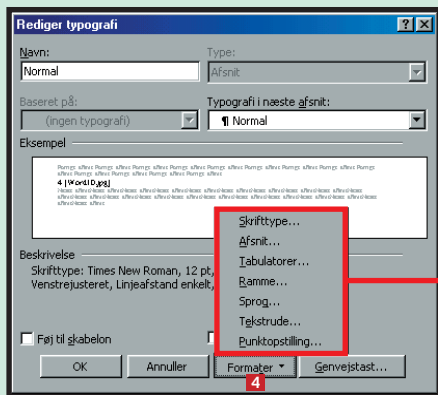 Rediger typografi
Navn:
Type:
Normal
Afsnit
Baseret på:
Typografi i næste afsnit:
(ingen typografi)
¶ Normal
Eksempel
4 [Word1D.jpg]
Skrifttype...
Afsnit...
Tabulatorer...
Ramme...
Sprog...
Tekstrude...
Punktopstilling...
Beskrivelse
Skrifttype: Times New Roman, 12 pt,
Venstrejusteret, Linjeafstand enkelt,
Føj til skabelon
OK
Annuller
Formater
Genvejstast...
4